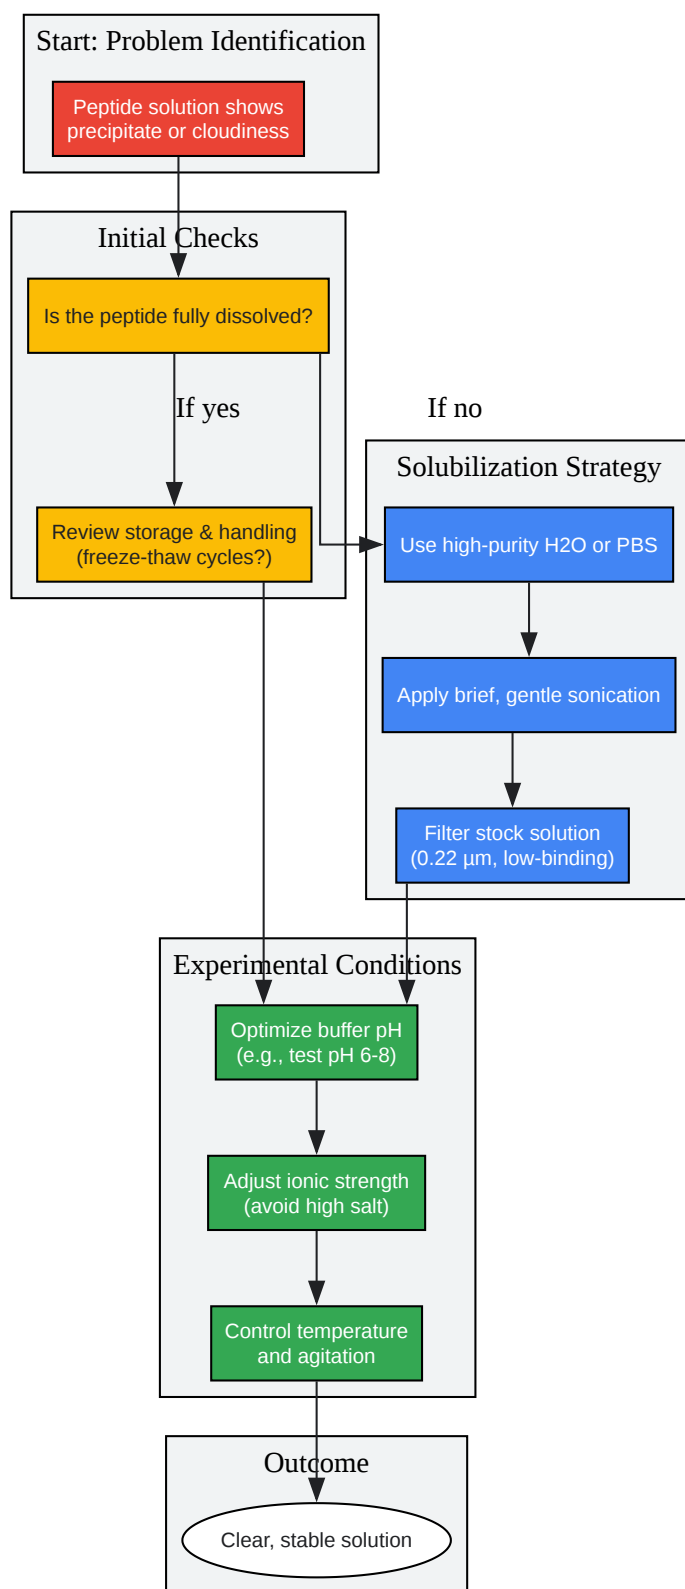 Start: Problem Identification
Peptide solution shows
precipitate or cloudiness
Initial Checks
Is the peptide fully dissolved?
If yes
If no
Review storage & handling
(freeze-thaw cycles?)
Solubilization Strategy
Use high-purity H2O or PBS
Apply brief, gentle sonication
Filter stock solution
(0.22 µm, low-binding)
Experimental Conditions
Optimize buffer pH
(e.g., test pH 6-8)
Adjust ionic strength
(avoid high salt)
Control temperature
and agitation
Outcome
Clear, stable solution